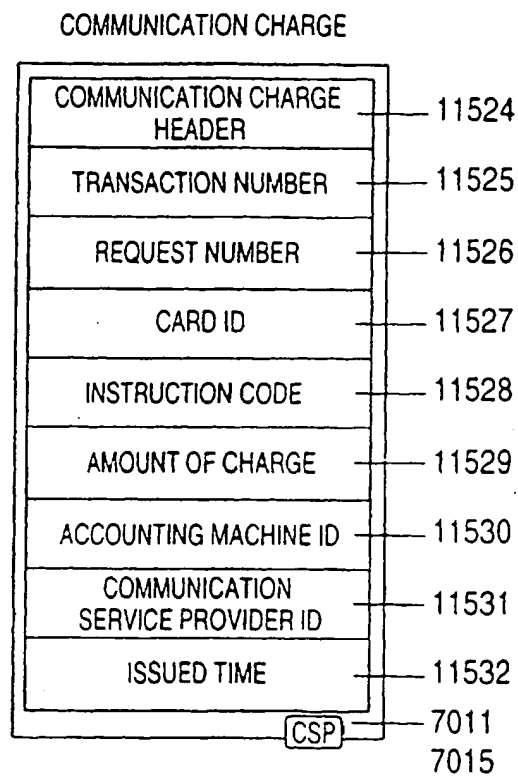 COMMUNICATION CHARGE
COMMUNICATION CHARGE
HEADER
11524
TRANSACTION NUMBER
11525
REQUEST NUMBER
11526
CARD ID
11527
INSTRUCTION CODE
11528
AMOUNT OF CHARGE
11529
ACCOUNTING MACHINE ID
11530
COMMUNICATION
SERVICE PROVIDER ID
11531
ISSUED TIME
11532
CSP
7011
7015